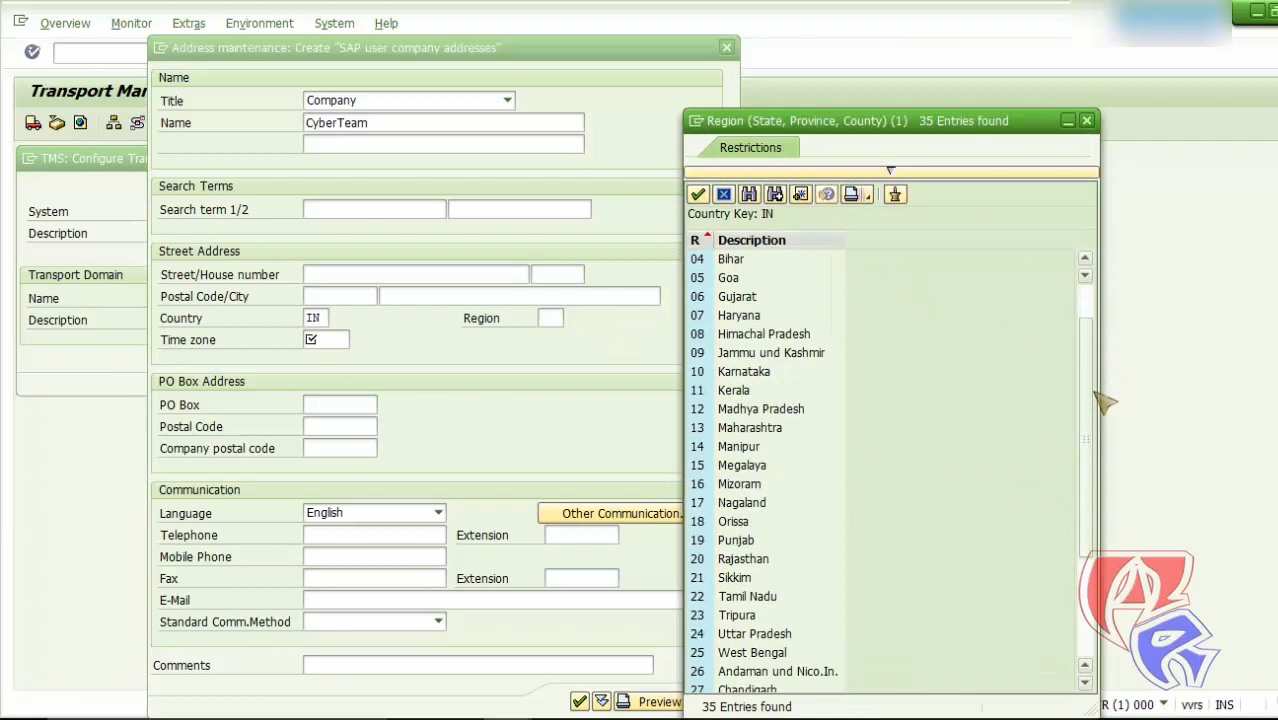 Overview Monitor Extras Environment System Help
Address maintenance: Create "SAP user company addresses"
Transport Mar
TMS: Configure Tra
System
Description
Transport Domain
Name
Description
Name
Title Company
Name CyberTeam
Search Terms
Search term 1/2
Street Address
Street/House number
Postal Code/City
Country IN Region
Time zone
PO Box Address
PO Box
Postal Code
Company postal code
Communication
Language English Other Communication.
Telephone Extension
Mobile Phone
Fax Extension
E-Mail
Standard Comm.Method
Comments
Preview
Region (State, Province, County) (1) 35 Entries found
Restrictions
Country Key: IN
R Description
04 Bihar
05 Goa
06 Gujarat
07 Haryana
08 Himachal Pradesh
09 Jammu und Kashmir
10 Karnataka
11 Kerala
12 Madhya Pradesh
13 Maharashtra
14 Manipur
15 Megalaya
16 Mizoram
17 Nagaland
18 Orissa
19 Punjab
20 Rajasthan
21 Sikkim
22 Tamil Nadu
23 Tripura
24 Uttar Pradesh
25 West Bengal
26 Andaman und Nico.In.
27 Chandigarh
35 Entries found
R (1) 000 vvrs INS
AR